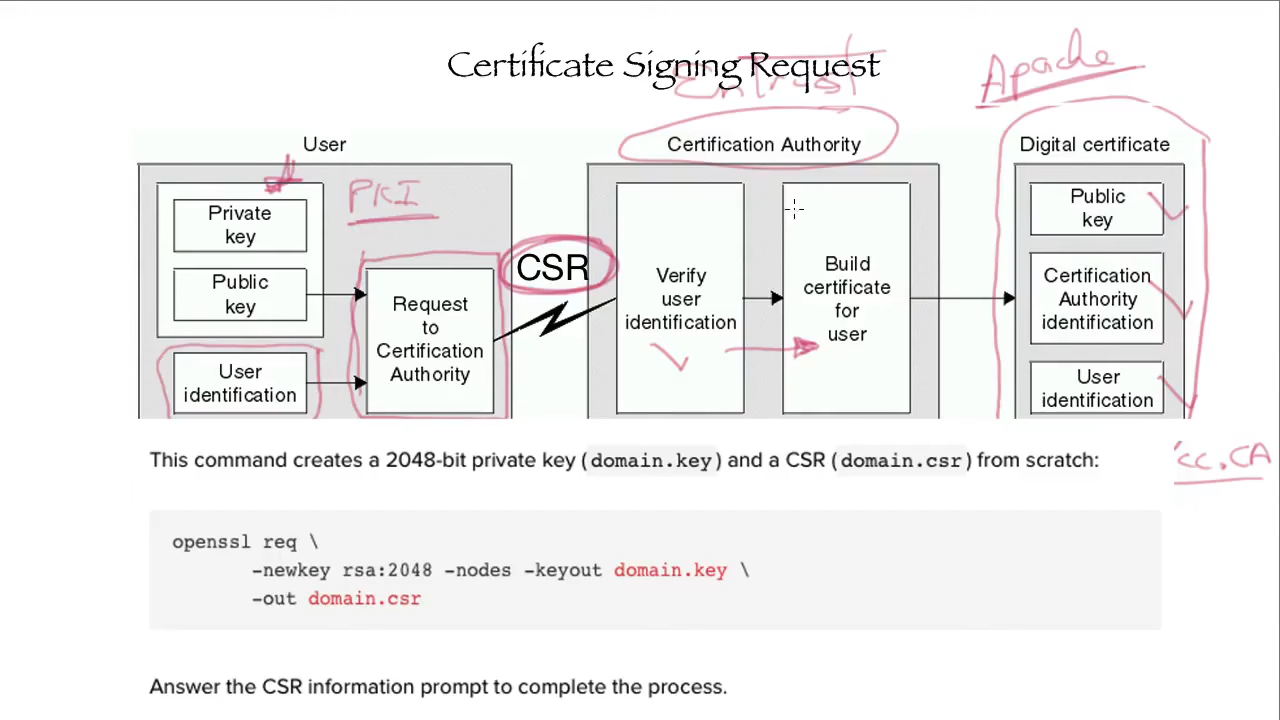 Certificate Signing Request
Entrust
Apache
User
Certification Authority
Digital certificate
PKI
Private
key
Public
key
User
identification
Request
to
Certification
Authority
CSR
Verify
user
identification
Build
certificate
for
user
Public
key
Certification
Authority
identification
User
identification
cc.CA
This command creates a 2048-bit private key (domain.key) and a CSR (domain.csr) from scratch:
openssl req \
-newkey rsa:2048 -nodes -keyout domain.key \
-out domain.csr
Answer the CSR information prompt to complete the process.